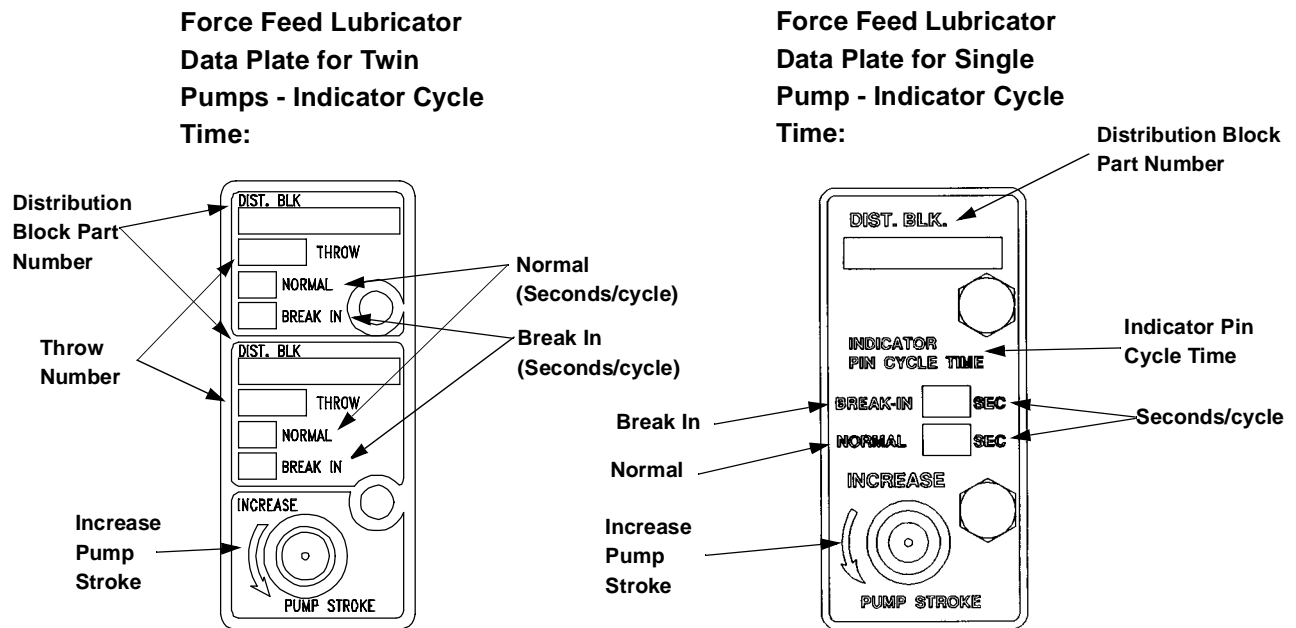 Force Feed Lubricator
Data Plate for Twin
Pumps - Indicator Cycle
Time:
Distribution
Block Part
Number
Throw
Number
Increase
Pump
Stroke
DIST. BLK
THROW
NORMAL
BREAK IN
DIST. BLK
THROW
NORMAL
BREAK IN
INCREASE
PUMP STROKE
Normal
(Seconds/cycle)
Break In
(Seconds/cycle)
Force Feed Lubricator
Data Plate for Single
Pump - Indicator Cycle
Time:
Distribution Block
Part Number
DIST. BLK.
INDICATOR
PIN CYCLE TIME
BREAK-IN SEC
NORMAL SEC
INCREASE
PUMP STROKE
Indicator Pin
Cycle Time
Seconds/cycle
Break In
Normal
Increase
Pump
Stroke